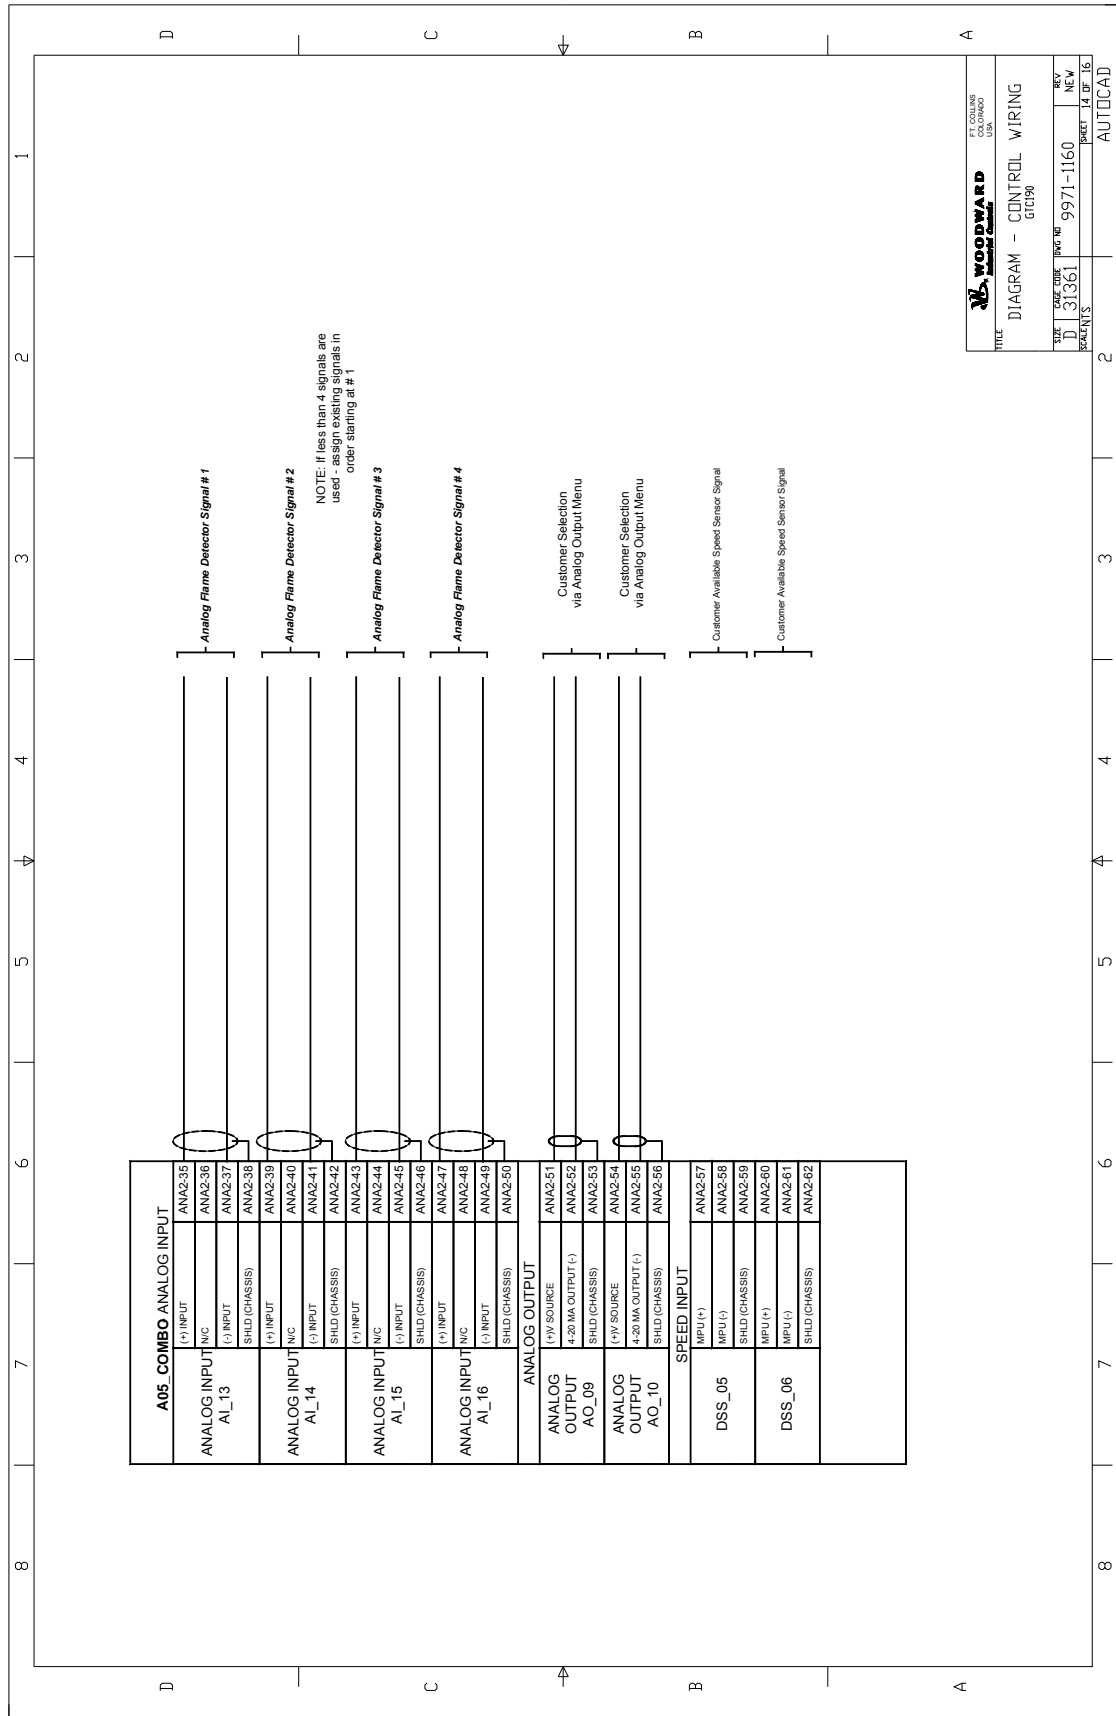 8
7
6
5
4
3
2
1
D
C
B
A
A05_COMBO ANALOG INPUT
ANALOG INPUT
AI_13
(+) INPUT ANA2-35
N/C ANA2-36
(-) INPUT ANA2-37
SHLD (CHASSIS) ANA2-38
Analog Flame Detector Signal # 1
ANALOG INPUT
AI_14
(+) INPUT ANA2-39
N/C ANA2-40
(-) INPUT ANA2-41
SHLD (CHASSIS) ANA2-42
Analog Flame Detector Signal # 2
NOTE: If less than 4 signals are
used - assign existing signals in
order starting at # 1
ANALOG INPUT
AI_15
(+) INPUT ANA2-43
N/C ANA2-44
(-) INPUT ANA2-45
SHLD (CHASSIS) ANA2-46
Analog Flame Detector Signal # 3
ANALOG INPUT
AI_16
(+) INPUT ANA2-47
N/C ANA2-48
(-) INPUT ANA2-49
SHLD (CHASSIS) ANA2-50
Analog Flame Detector Signal # 4
ANALOG OUTPUT
ANALOG
OUTPUT
AO_09
(+)V SOURCE ANA2-51
4-20 MA OUTPUT (-) ANA2-52
SHLD (CHASSIS) ANA2-53
Customer Selection
via Analog Output Menu
ANALOG
OUTPUT
AO_10
(+)V SOURCE ANA2-54
4-20 MA OUTPUT (-) ANA2-55
SHLD (CHASSIS) ANA2-56
Customer Selection
via Analog Output Menu
SPEED INPUT
DSS_05
MPU (+) ANA2-57
MPU (-) ANA2-58
SHLD (CHASSIS) ANA2-59
Customer Available Speed Sensor Signal
DSS_06
MPU (+) ANA2-60
MPU (-) ANA2-61
SHLD (CHASSIS) ANA2-62
Customer Available Speed Sensor Signal
WOODWARD
Industrial Controls
FT. COLLINS
COLORADO
USA
TITLE
DIAGRAM - CONTROL WIRING
GTC190
SIZE
D
CAGE CODE
31361
DWG NO
9971-1160
REV
NEW
SCALE NTS
SHEET 14 OF 16
AUTOCAD
8
7
6
5
4
3
2
1
D
C
B
A